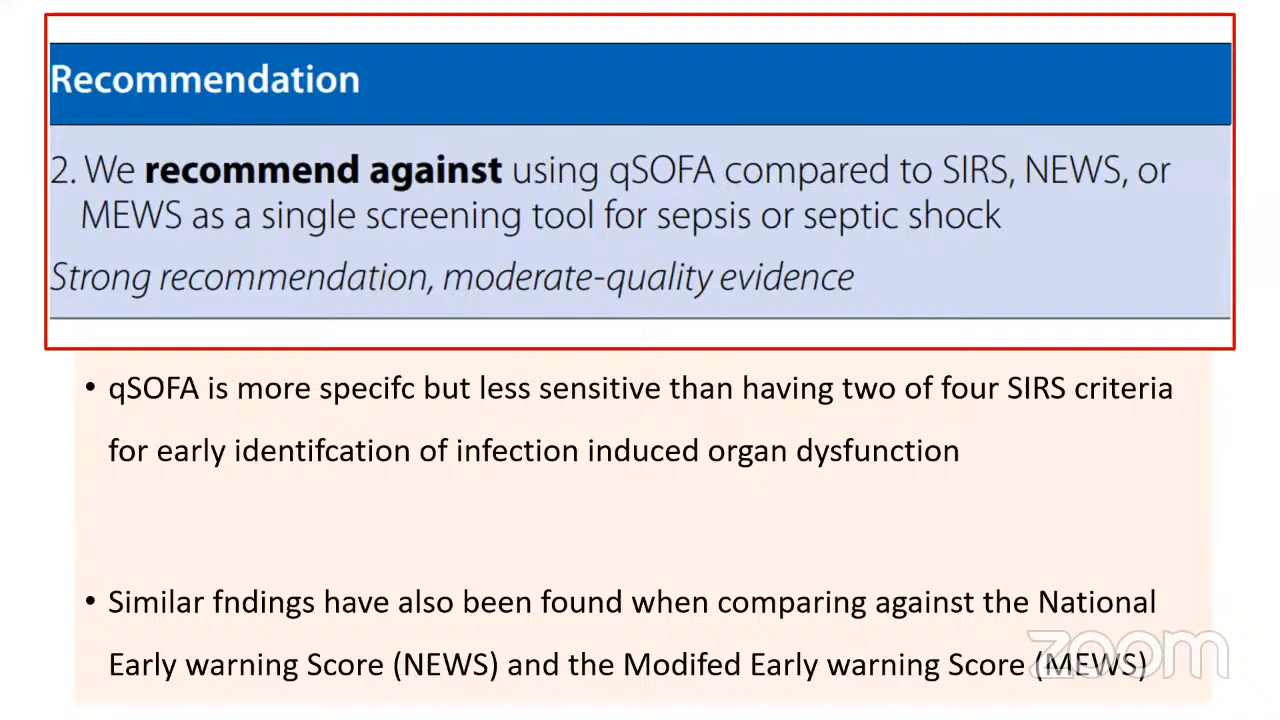 Recommendation
2. We recommend against using qSOFA compared to SIRS, NEWS, or
MEWS as a single screening tool for sepsis or septic shock
Strong recommendation, moderate-quality evidence
• qSOFA is more specifc but less sensitive than having two of four SIRS criteria
for early identifcation of infection induced organ dysfunction
• Similar fndings have also been found when comparing against the National
Early warning Score (NEWS) and the Modifed Early warning Score (MEWS)
zoom